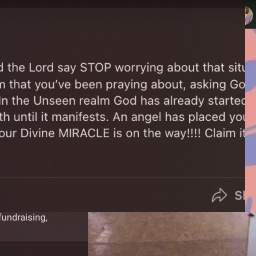 d the Lord say STOP worrying about that situ
m that you've been praying about, asking Go
In the Unseen realm God has already started
th until it manifests. An angel has placed you
our Divine MIRACLE is on the way!!!! Claim it
fundraising,